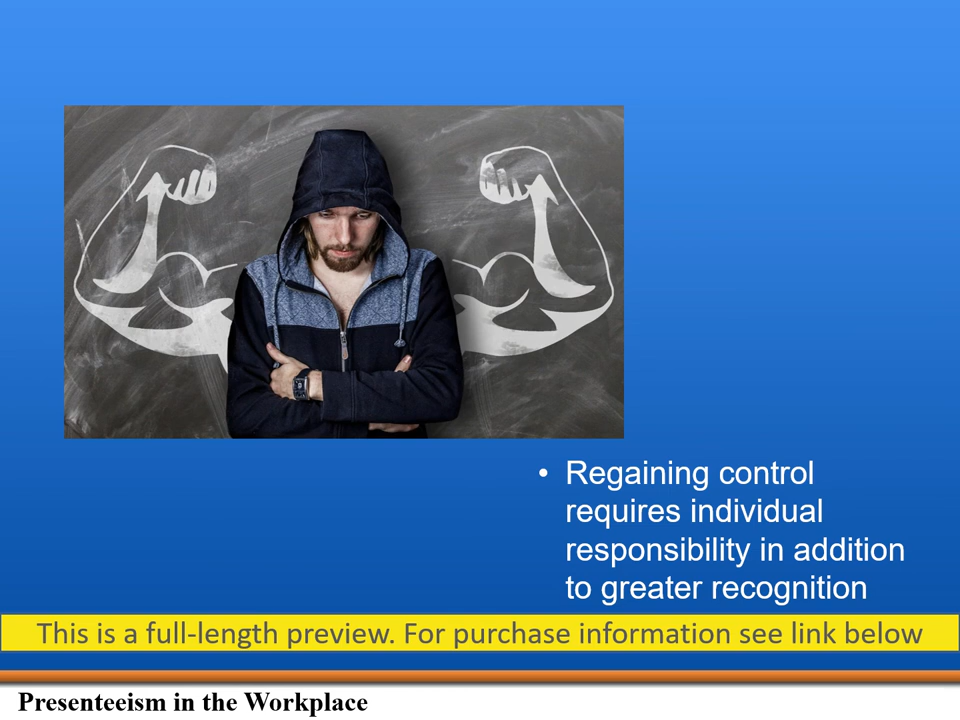 • Regaining control
requires individual
responsibility in addition
to greater recognition
This is a full-length preview. For purchase information see link below
Presenteeism in the Workplace